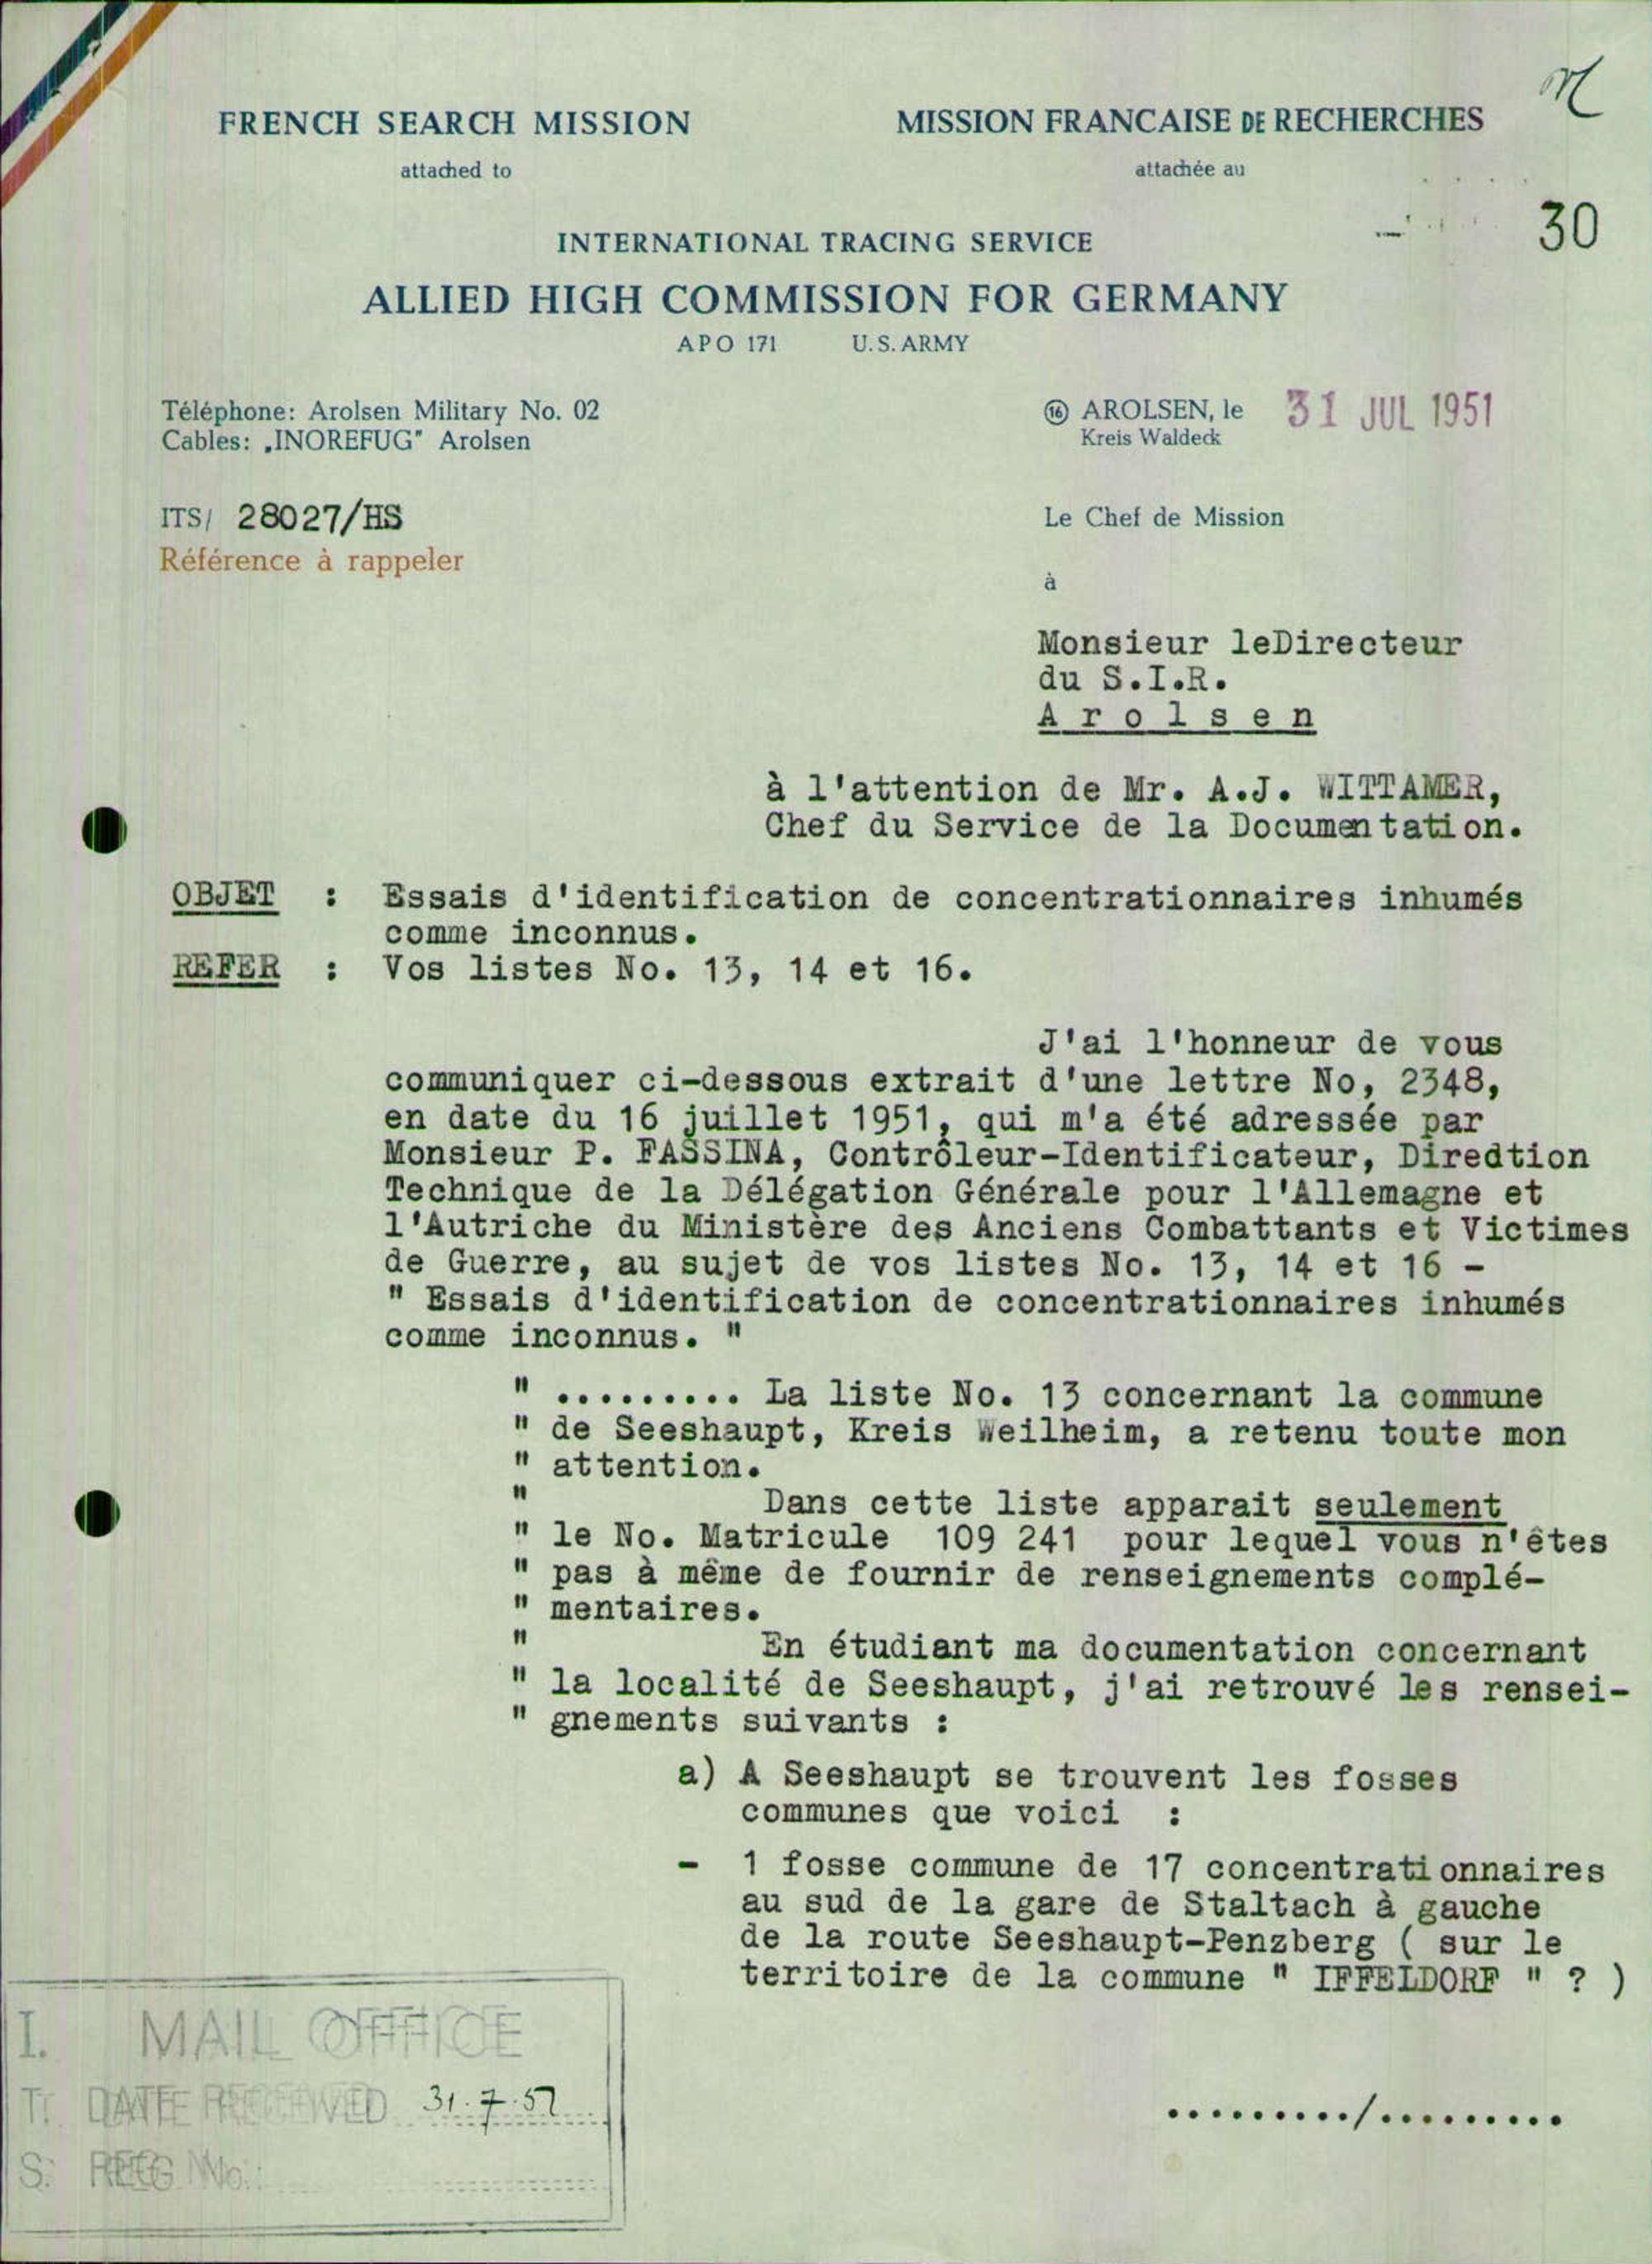 FRENCH SEARCH MISSION
attached to
MISSION FRANCAISE DE RECHERCHES
attachée au
30
INTERNATIONAL TRACING SERVICE
ALLIED HIGH COMMISSION FOR GERMANY
APO 171 U.S. ARMY
Téléphone: Arolsen Military No. 02
Cables: „INOREFUG" Arolsen
(16) AROLSEN, le 31 JUL 1951
Kreis Waldeck
ITS/ 28027/HS
Référence à rappeler
Le Chef de Mission
à
Monsieur leDirecteur
du S.I.R.
Arolsen
à l'attention de Mr. A.J. WITTAMER,
Chef du Service de la Documentation.
OBJET : Essais d'identification de concentrationnaires inhumés
comme inconnus.
REFER : Vos listes No. 13, 14 et 16.
J'ai l'honneur de vous
communiquer ci-dessous extrait d'une lettre No, 2348,
en date du 16 juillet 1951, qui m'a été adressée par
Monsieur P. FASSINA, Contrôleur-Identificateur, Diredtion
Technique de la Délégation Générale pour l'Allemagne et
l'Autriche du Ministère des Anciens Combattants et Victimes
de Guerre, au sujet de vos listes No. 13, 14 et 16 -
" Essais d'identification de concentrationnaires inhumés
comme inconnus. "
" ......... La liste No. 13 concernant la commune
" de Seeshaupt, Kreis Weilheim, a retenu toute mon
" attention.
" Dans cette liste apparait seulement
" le No. Matricule 109 241 pour lequel vous n'êtes
" pas à même de fournir de renseignements complé-
" mentaires.
" En étudiant ma documentation concernant
" la localité de Seeshaupt, j'ai retrouvé les rensei-
" gnements suivants :
a) A Seeshaupt se trouvent les fosses
communes que voici :
- 1 fosse commune de 17 concentrationnaires
au sud de la gare de Staltach à gauche
de la route Seeshaupt-Penzberg ( sur le
territoire de la commune " IFFELDORF " ? )
I. MAIL OFFICE
T. DATE RECEIVED 31.7.51
S. REG No.:
........./.........